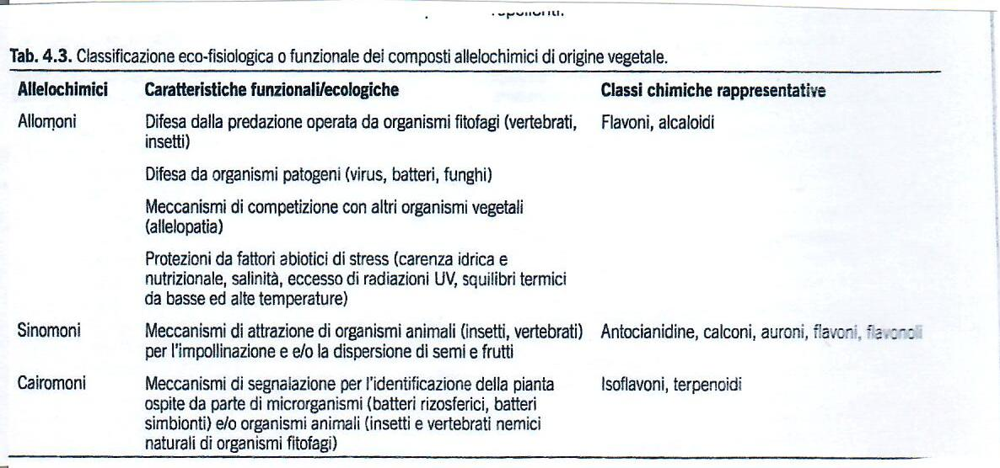 Tab. 4.3. Classificazione eco-fisiologica o funzionale dei composti allelochimici di origine vegetale.
Allelochimici Caratteristiche funzionali/ecologiche Classi chimiche rappresentative
Allomoni Difesa dalla predazione operata da organismi fitofagi (vertebrati, Flavoni, alcaloidi
insetti)
Difesa da organismi patogeni (virus, batteri, funghi)
Meccanismi di competizione con altri organismi vegetali
(allelopatia)
Protezioni da fattori abiotici di stress (carenza idrica e
nutrizionale, salinità, eccesso di radiazioni UV, squilibri termici
da basse ed alte temperature)
Sinomoni Meccanismi di attrazione di organismi animali (insetti, vertebrati) Antocianidine, calconi, auroni, flavoni, flavonoli
per l'impollinazione e e/o la dispersione di semi e frutti
Cairomoni Meccanismi di segnalazione per l'identificazione della pianta Isoflavoni, terpenoidi
ospite da parte di microrganismi (batteri rizosferici, batteri
simbionti) e/o organismi animali (insetti e vertebrati nemici
naturali di organismi fitofagi)